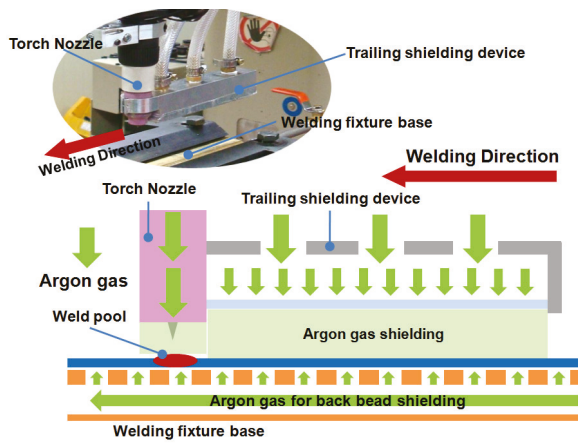 Torch Nozzle
Trailing shielding device
Welding fixture base
Welding Direction
Welding Direction
Torch Nozzle
Trailing shielding device
Argon gas
Weld pool
Argon gas shielding
Argon gas for back bead shielding
Welding fixture base